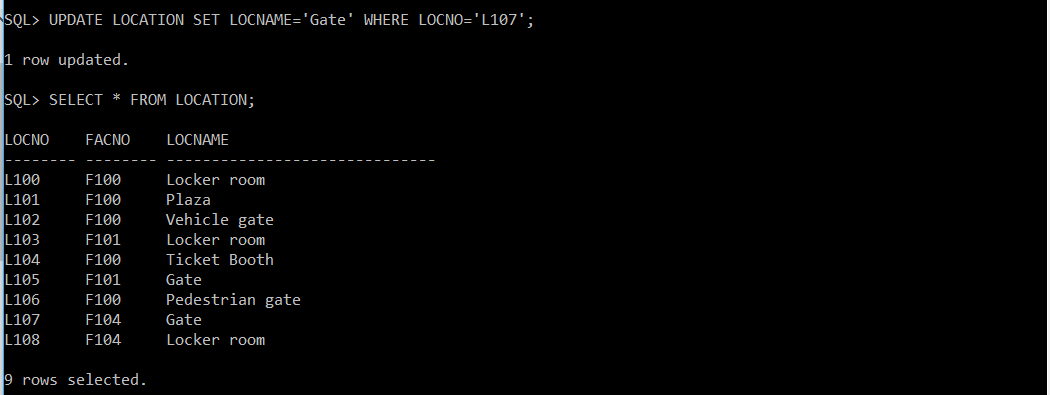 SQL> UPDATE LOCATION SET LOCNAME='Gate' WHERE LOCNO='L107';
1 row updated.
SQL> SELECT * FROM LOCATION;
LOCNO    FACNO    LOCNAME
-------- -------- ------------------------------
L100     F100     Locker room
L101     F100     Plaza
L102     F100     Vehicle gate
L103     F101     Locker room
L104     F100     Ticket Booth
L105     F101     Gate
L106     F100     Pedestrian gate
L107     F104     Gate
L108     F104     Locker room
9 rows selected.